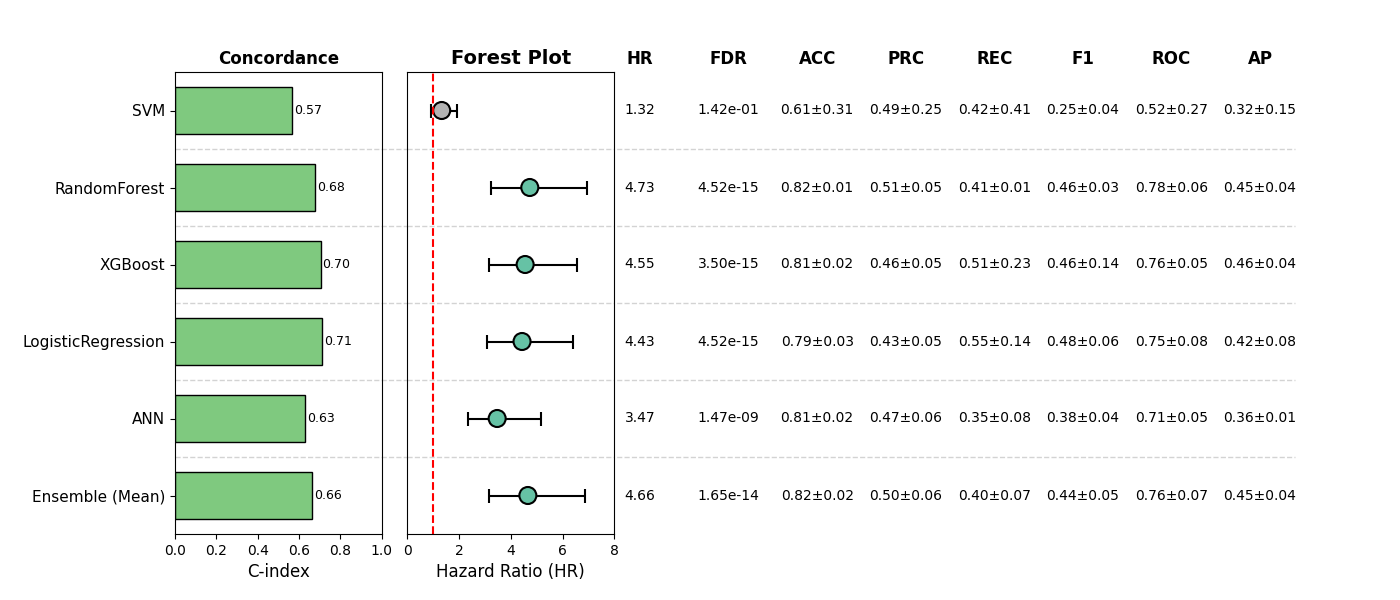 Concordance Forest Plot HR FDR ACC PRC REC F1 ROC AP
SVM 0.57 1.32 1.42e-01 0.61±0.31 0.49±0.25 0.42±0.41 0.25±0.04 0.52±0.27 0.32±0.15
RandomForest 0.68 4.73 4.52e-15 0.82±0.01 0.51±0.05 0.41±0.01 0.46±0.03 0.78±0.06 0.45±0.04
XGBoost 0.70 4.55 3.50e-15 0.81±0.02 0.46±0.05 0.51±0.23 0.46±0.14 0.76±0.05 0.46±0.04
LogisticRegression 0.71 4.43 4.52e-15 0.79±0.03 0.43±0.05 0.55±0.14 0.48±0.06 0.75±0.08 0.42±0.08
ANN 0.63 3.47 1.47e-09 0.81±0.02 0.47±0.06 0.35±0.08 0.38±0.04 0.71±0.05 0.36±0.01
Ensemble (Mean) 0.66 4.66 1.65e-14 0.82±0.02 0.50±0.06 0.40±0.07 0.44±0.05 0.76±0.07 0.45±0.04
0.0 0.2 0.4 0.6 0.8 1.0 0 2 4 6 8
C-index Hazard Ratio (HR)